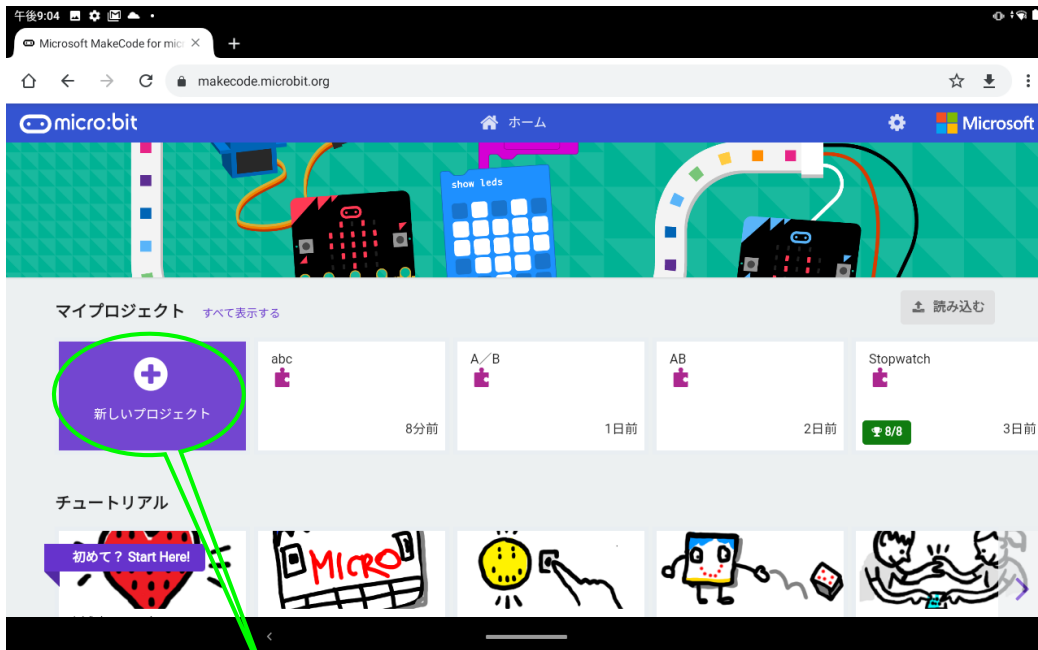 午後9:04
Microsoft MakeCode for micr
makecode.microbit.org
micro:bit
ホーム
Microsoft
show leds
マイプロジェクト すべて表示する
読み込む
新しいプロジェクト
abc
8分前
A/B
1日前
AB
2日前
Stopwatch
8/8
3日前
チュートリアル
初めて? Start Here!
MICRO